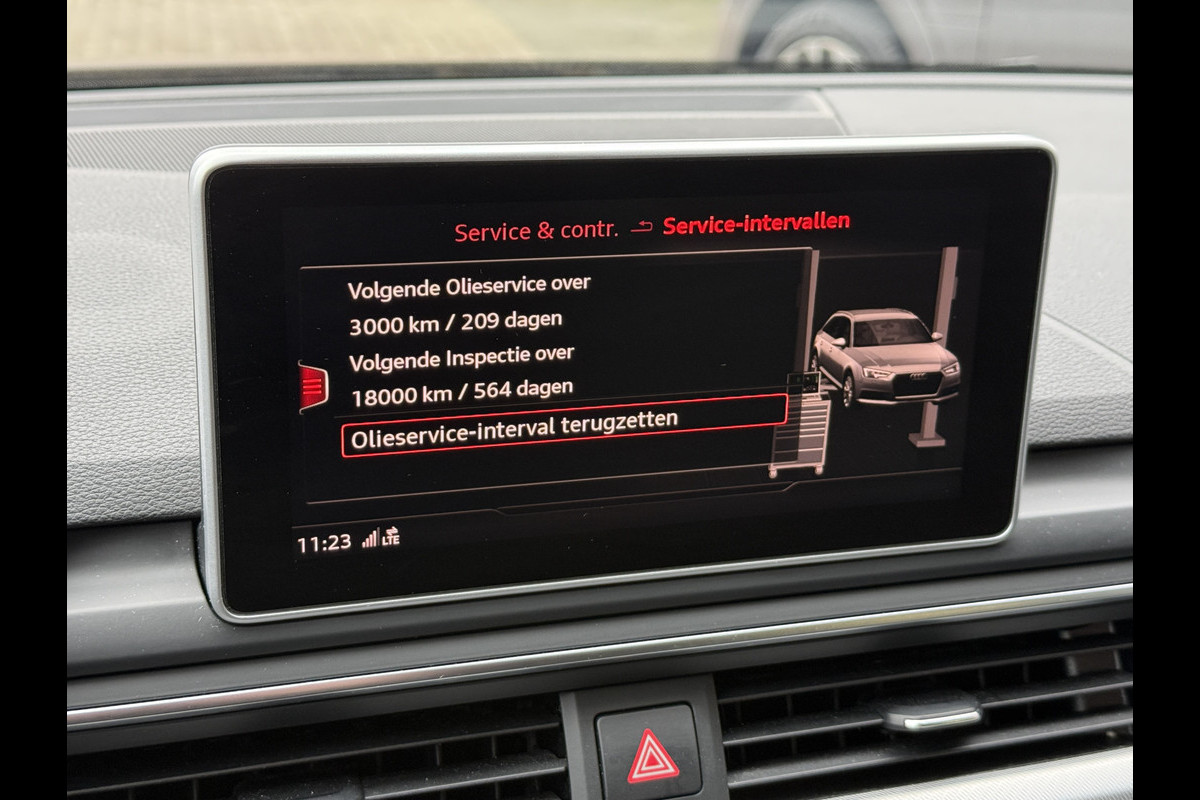 Service & contr. Service-intervallen
Volgende Olieservice over
3000 km / 209 dagen
Volgende Inspectie over
18000 km / 564 dagen
Olieservice-interval terugzetten
11:23 LTE